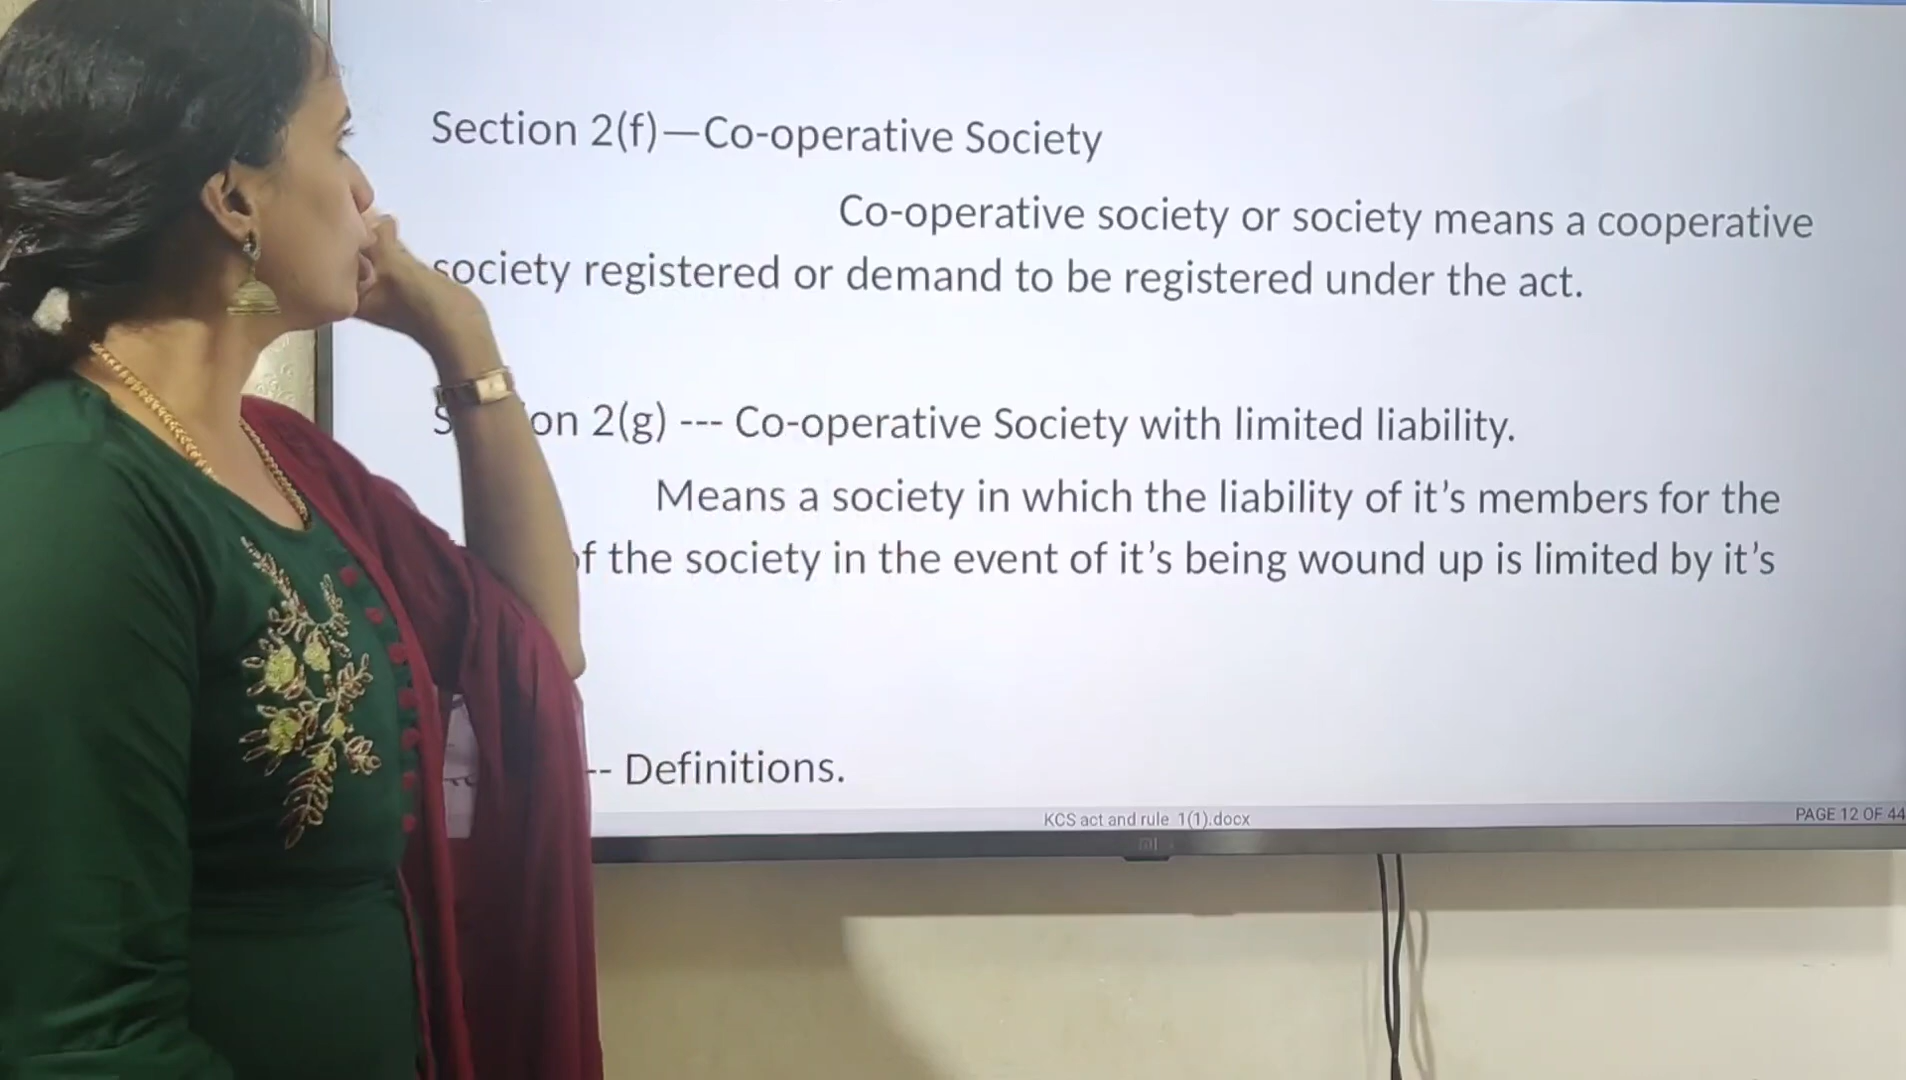 Section 2(f)—Co-operative Society
Co-operative society or society means a cooperative
society registered or demand to be registered under the act.
on 2(g) --- Co-operative Society with limited liability.
Means a society in which the liability of it’s members for the
of the society in the event of it’s being wound up is limited by it’s
-- Definitions.
KCS act and rule 1(1).docx
PAGE 12 OF 44
mi